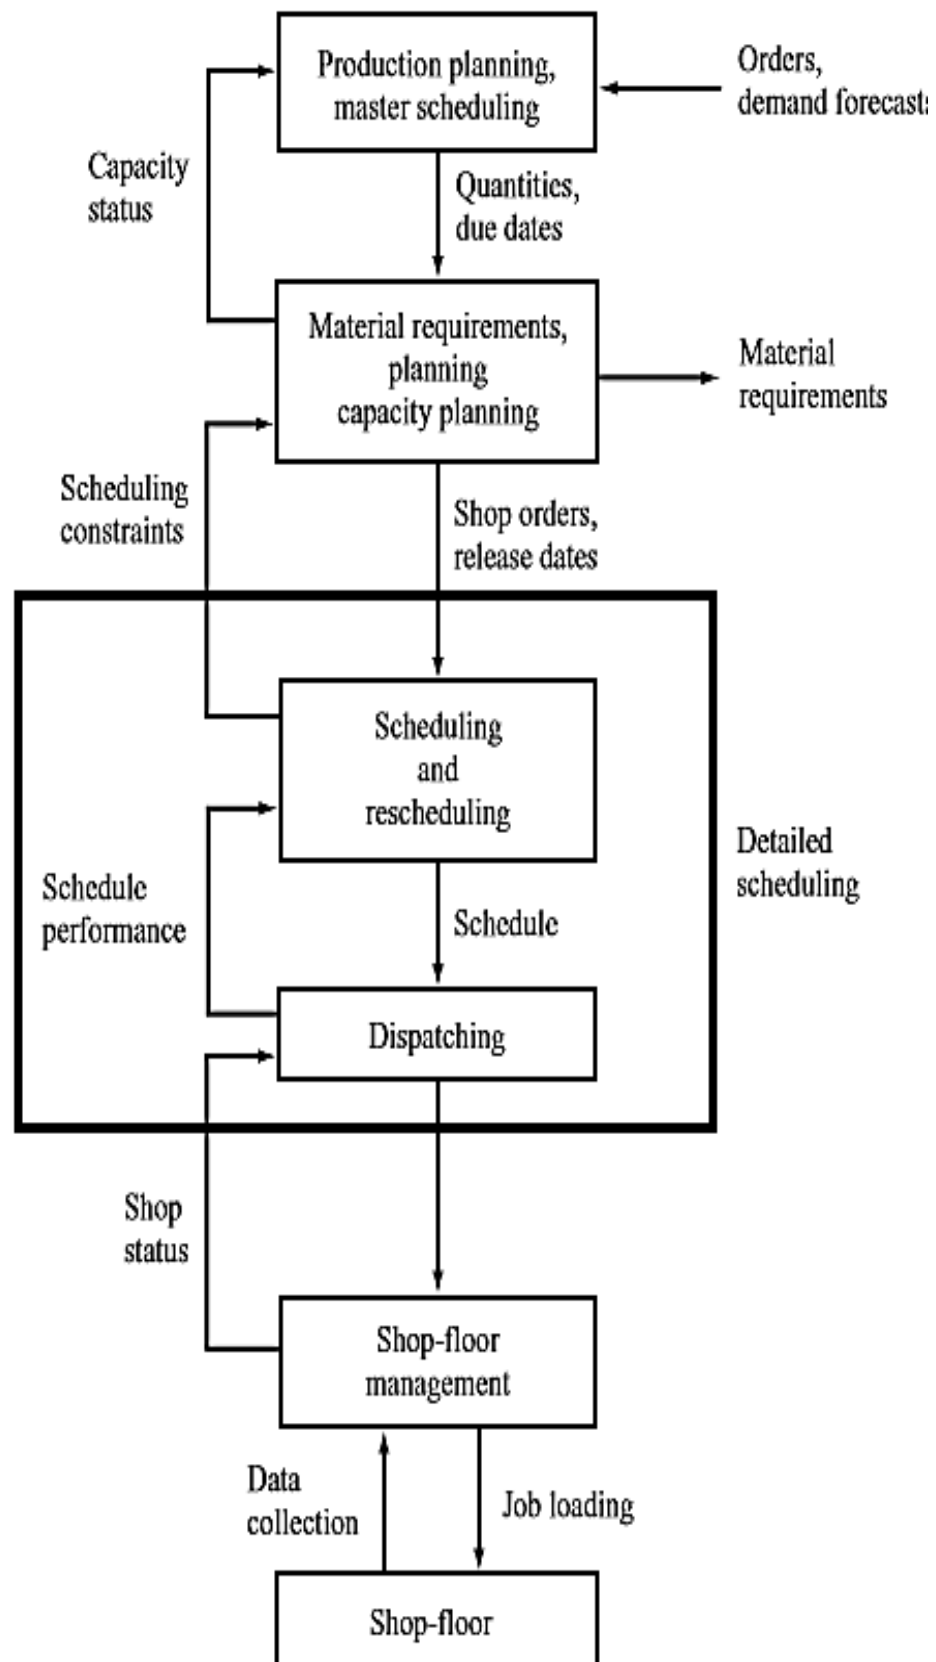 Production planning,
master scheduling
Orders,
demand forecasts
Capacity
status
Quantities,
due dates
Material requirements,
planning
capacity planning
Material
requirements
Scheduling
constraints
Shop orders,
release dates
Scheduling
and
rescheduling
Detailed
scheduling
Schedule
performance
Schedule
Dispatching
Shop
status
Shop-floor
management
Data
collection
Job loading
Shop-floor